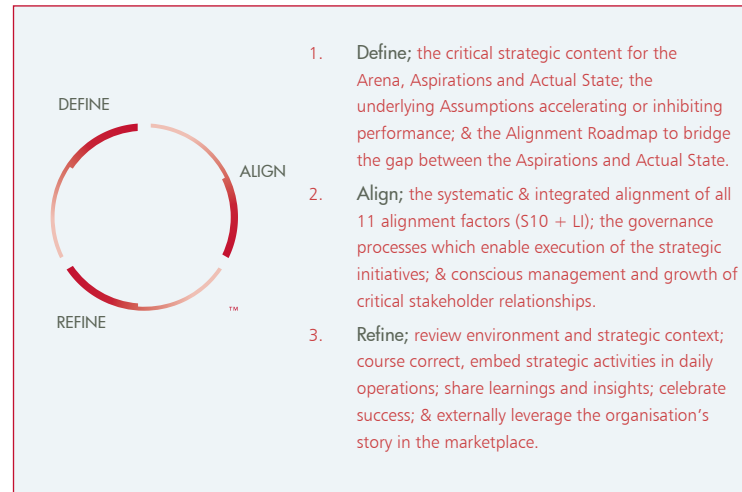 DEFINE
ALIGN
REFINE
™
1. Define; the critical strategic content for the
Arena, Aspirations and Actual State; the
underlying Assumptions accelerating or inhibiting
performance; & the Alignment Roadmap to bridge
the gap between the Aspirations and Actual State.
2. Align; the systematic & integrated alignment of all
11 alignment factors (S10 + LI); the governance
processes which enable execution of the strategic
initiatives; & conscious management and growth of
critical stakeholder relationships.
3. Refine; review environment and strategic context;
course correct, embed strategic activities in daily
operations; share learnings and insights; celebrate
success; & externally leverage the organisation's
story in the marketplace.